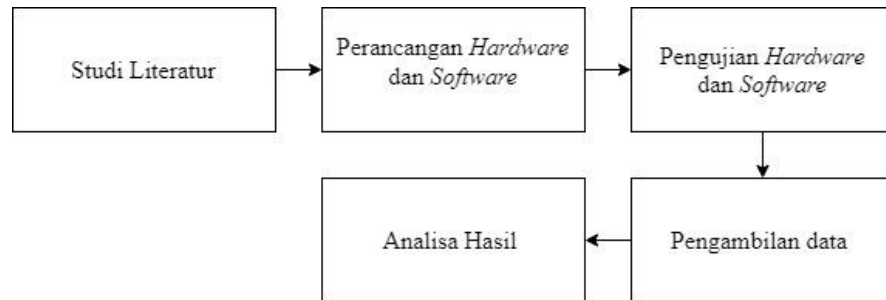 Studi Literatur
Perancangan Hardware
dan Software
Pengujian Hardware
dan Software
Pengambilan data
Analisa Hasil